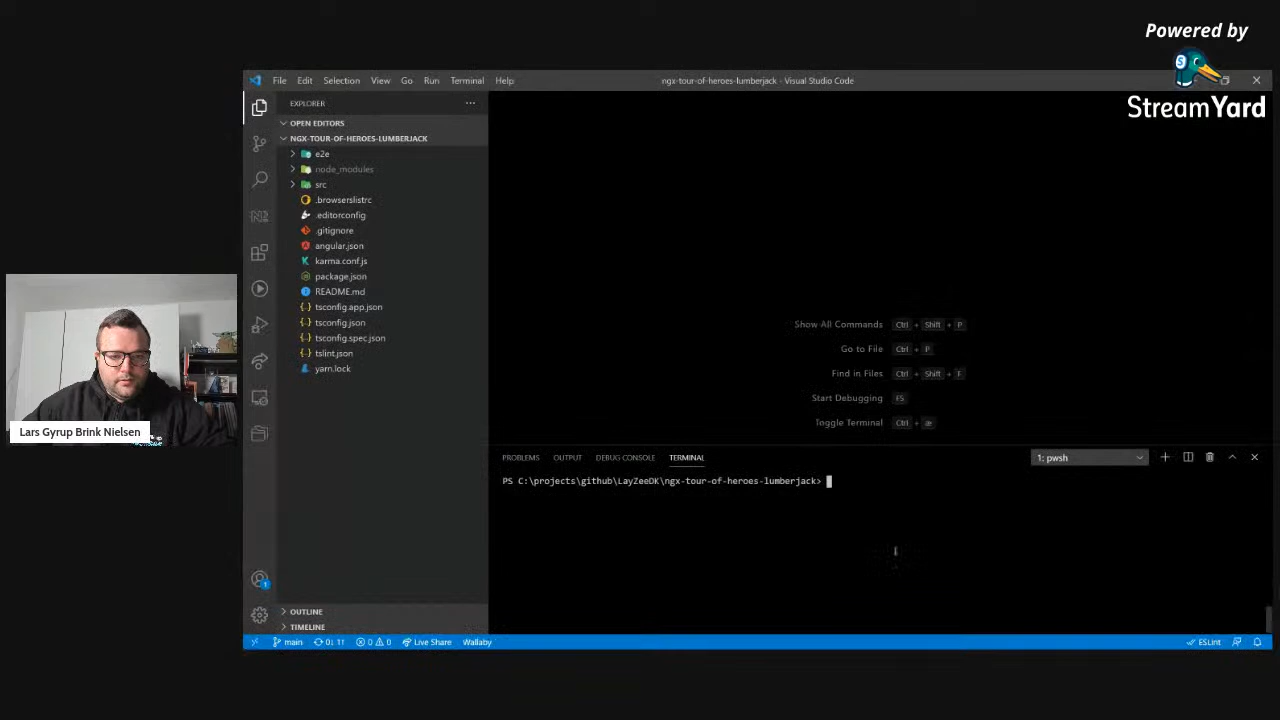 Powered by
StreamYard
File Edit Selection View Go Run Terminal Help
ngx-tour-of-heroes-lumberjack - Visual Studio Code
EXPLORER
OPEN EDITORS
NGX-TOUR-OF-HEROES-LUMBERJACK
e2e
node_modules
src
.browserslistrc
.editorconfig
.gitignore
angular.json
karma.conf.js
package.json
README.md
tsconfig.app.json
tsconfig.json
tsconfig.spec.json
tslint.json
yarn.lock
Show All Commands Ctrl + Shift + P
Go to File Ctrl + P
Find in Files Ctrl + Shift + F
Start Debugging F5
Toggle Terminal Ctrl + æ
PROBLEMS OUTPUT DEBUG CONSOLE TERMINAL
1: pwsh
PS C:\projects\github\LayZeeDK\ngx-tour-of-heroes-lumberjack>
Lars Gyrup Brink Nielsen
OUTLINE
TIMELINE
main 0↓ 1↑ 0 0 Live Share Wallaby
ESLint